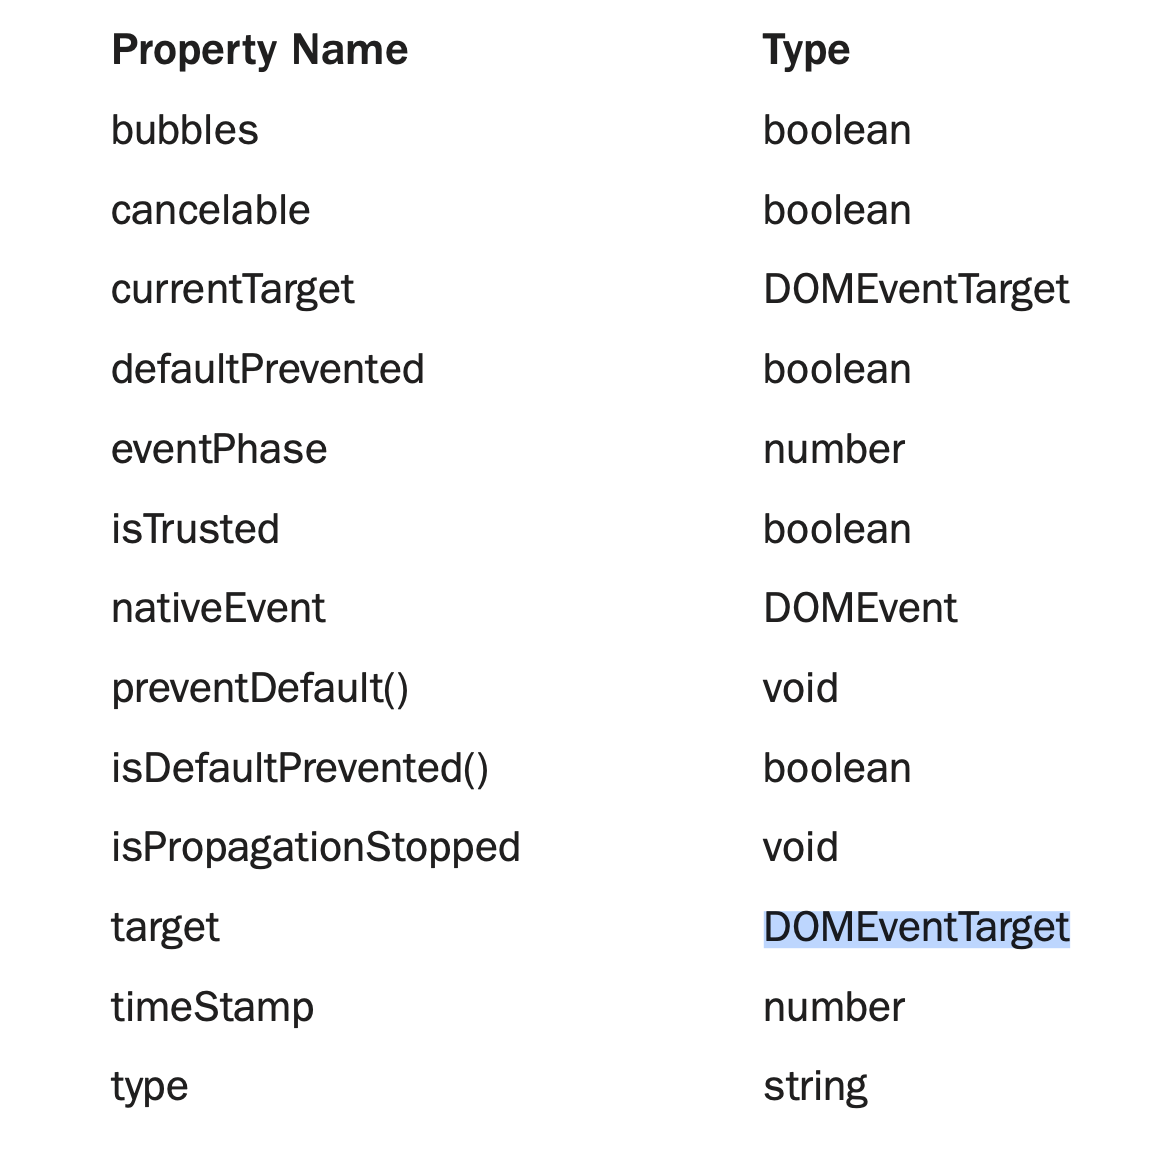 Property Name Type
bubbles boolean
cancelable boolean
currentTarget DOMEventTarget
defaultPrevented boolean
eventPhase number
isTrusted boolean
nativeEvent DOMEvent
preventDefault() void
isDefaultPrevented() boolean
isPropagationStopped void
target DOMEventTarget
timeStamp number
type string